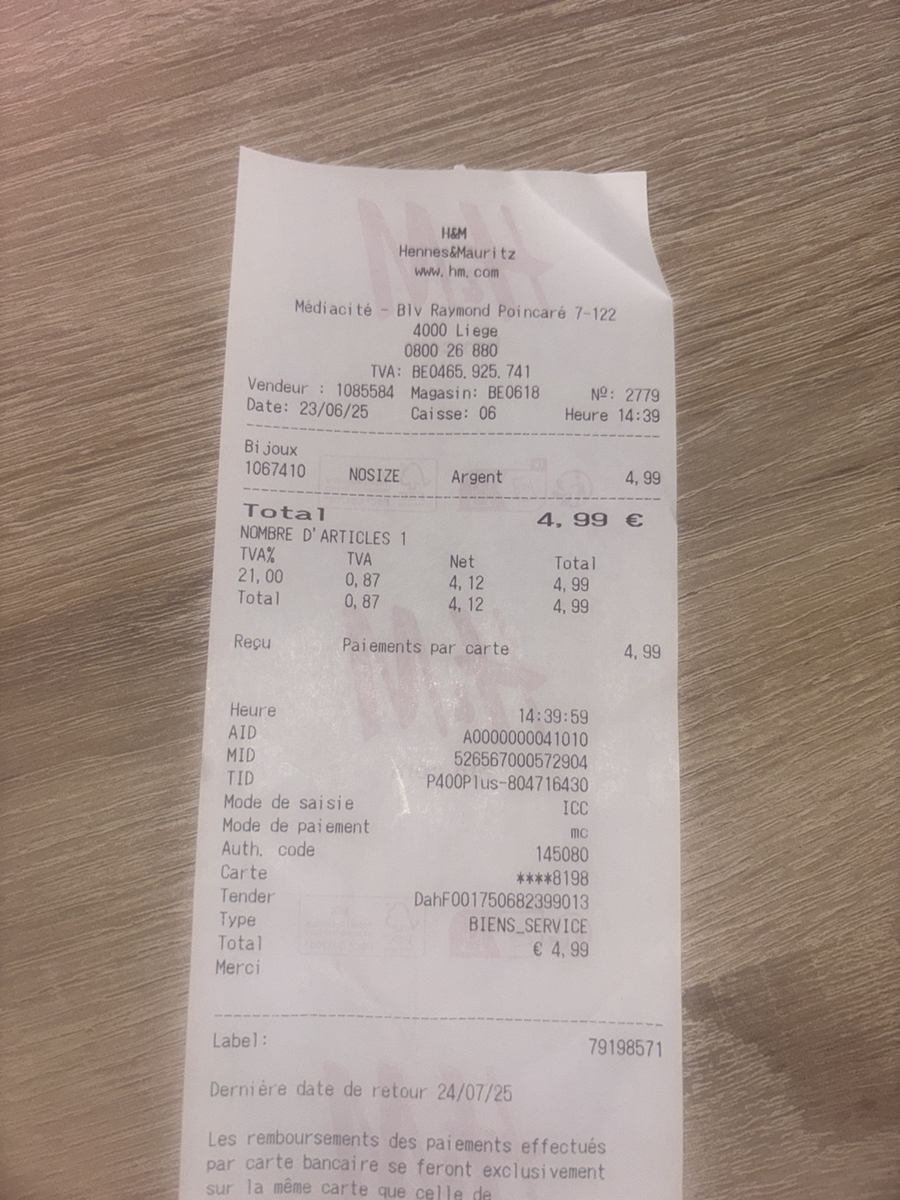 H&M
Hennes&Mauritz
www.hm.com
Médiacité - Blv Raymond Poincaré 7-122
4000 Liege
0800 26 880
TVA: BE0465.925.741
Vendeur : 1085584 Magasin: BE0618 Nº: 2779
Date: 23/06/25 Caisse: 06 Heure 14:39
Bijoux
1067410 NOSIZE Argent 4,99
Total 4,99 €
NOMBRE D'ARTICLES 1
TVA% TVA Net Total
21,00 0,87 4,12 4,99
Total 0,87 4,12 4,99
Reçu Paiements par carte 4,99
Heure 14:39:59
AID A0000000041010
MID 526567000572904
TID P400Plus-804716430
Mode de saisie ICC
Mode de paiement mc
Auth. code 145080
Carte ****8198
Tender DahF001750682399013
Type BIENS_SERVICE
Total € 4,99
Merci
Label: 79198571
Dernière date de retour 24/07/25
Les remboursements des paiements effectués
par carte bancaire se feront exclusivement
sur la même carte que celle de